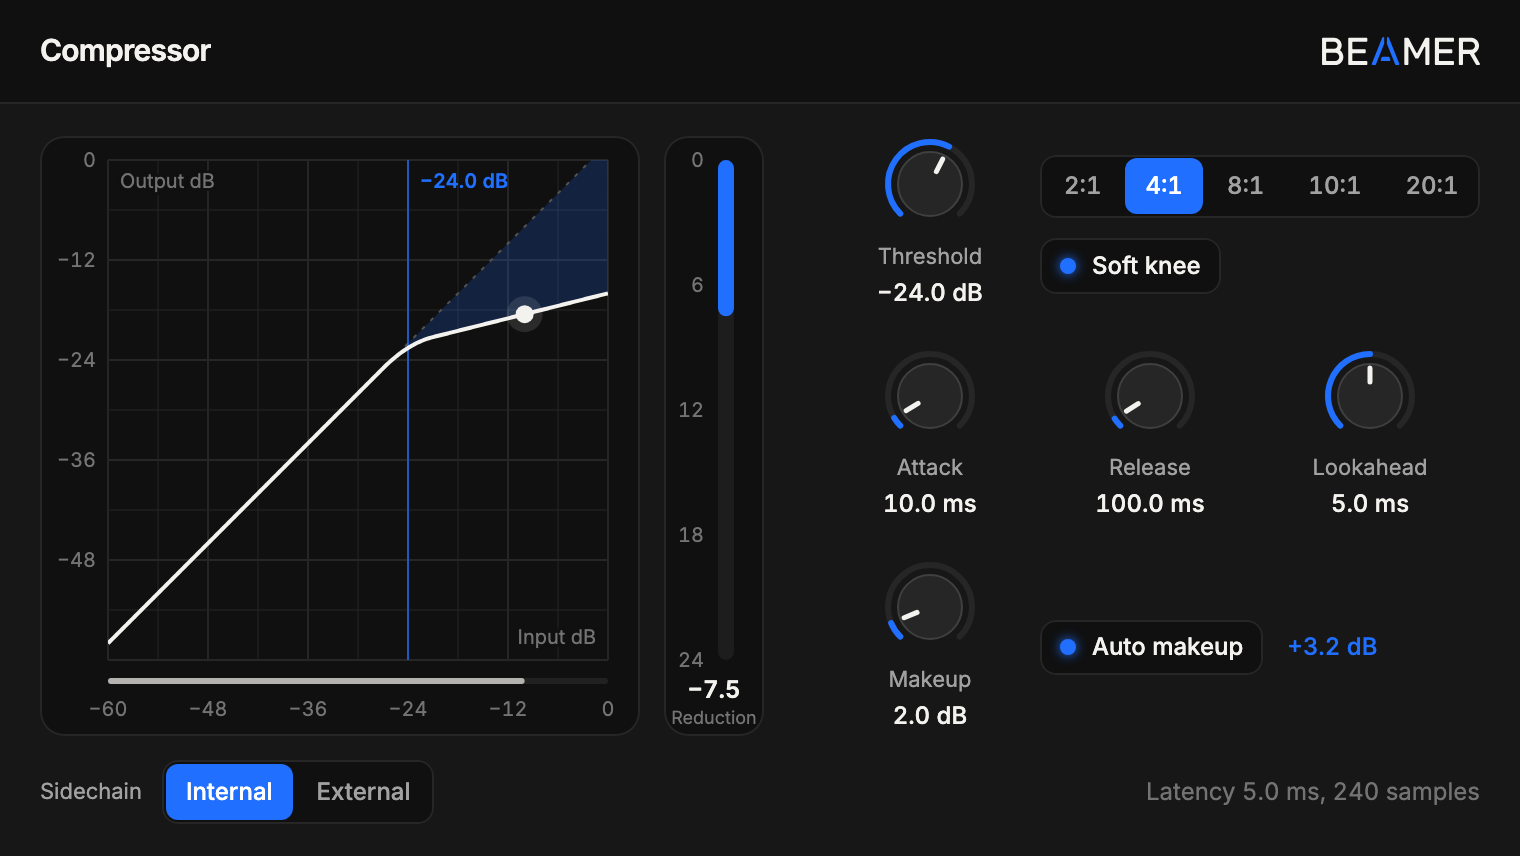 Compressor
BEAMER
Output dB
−24.0 dB
0
−12
−24
−36
−48
Input dB
−60 −48 −36 −24 −12 0
0
6
12
18
24
−7.5
Reduction
Threshold
−24.0 dB
2:1 4:1 8:1 10:1 20:1
Soft knee
Attack
10.0 ms
Release
100.0 ms
Lookahead
5.0 ms
Makeup
2.0 dB
Auto makeup
+3.2 dB
Sidechain
Internal
External
Latency 5.0 ms, 240 samples